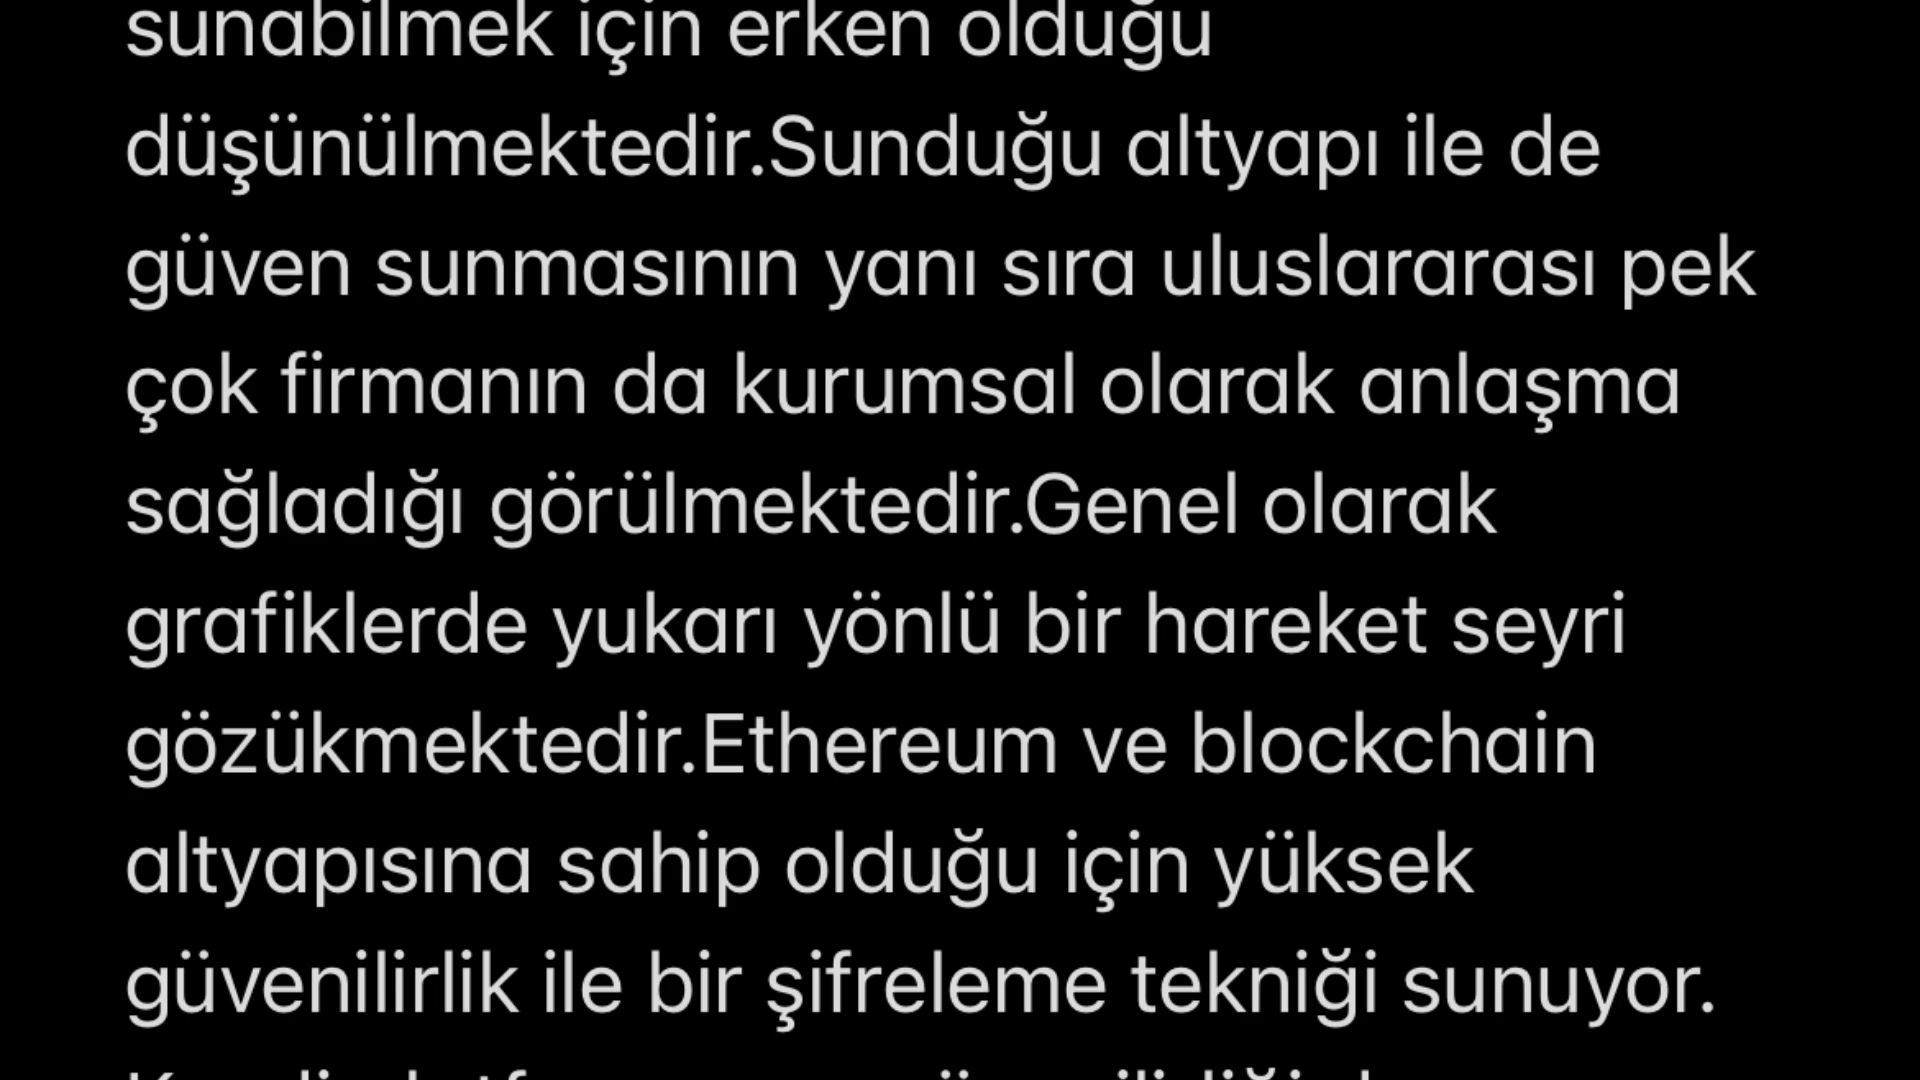 sunabilmek için erken olduğu
düşünülmektedir.Sunduğu altyapı ile de
güven sunmasının yanı sıra uluslararası pek
çok firmanın da kurumsal olarak anlaşma
sağladığı görülmektedir.Genel olarak
grafiklerde yukarı yönlü bir hareket seyri
gözükmektedir.Ethereum ve blockchain
altyapısına sahip olduğu için yüksek
güvenilirlik ile bir şifreleme tekniği sunuyor.